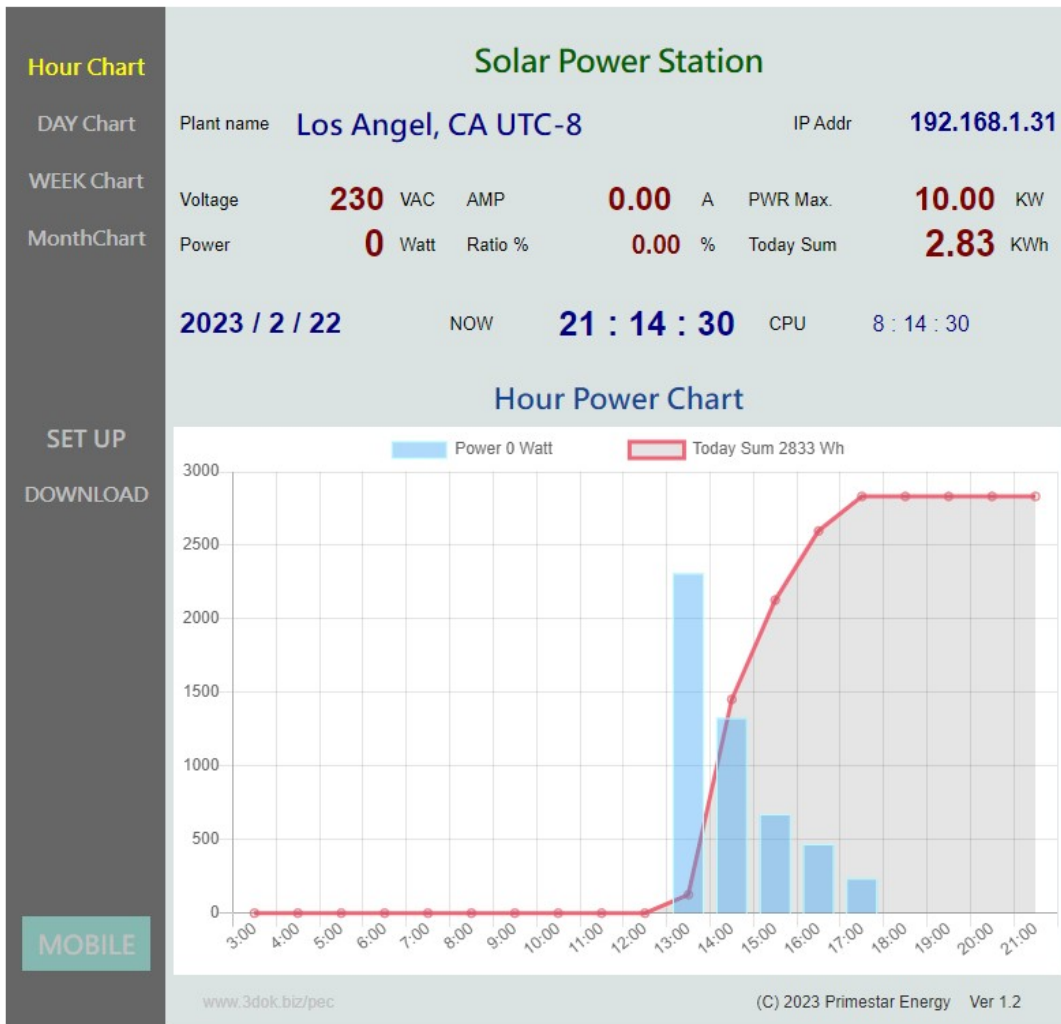 Hour Chart
DAY Chart
WEEK Chart
MonthChart
SET UP
DOWNLOAD
MOBILE
Solar Power Station
Plant name Los Angel, CA UTC-8 IP Addr 192.168.1.31
Voltage 230 VAC AMP 0.00 A PWR Max. 10.00 KW
Power 0 Watt Ratio % 0.00 % Today Sum 2.83 KWh
2023 / 2 / 22 NOW 21 : 14 : 30 CPU 8 : 14 : 30
Hour Power Chart
Power 0 Watt Today Sum 2833 Wh
3000
2500
2000
1500
1000
500
0
3:00 4:00 5:00 6:00 7:00 8:00 9:00 10:00 11:00 12:00 13:00 14:00 15:00 16:00 17:00 18:00 19:00 20:00 21:00
www.3dok.biz/pec (C) 2023 Primestar Energy Ver 1.2